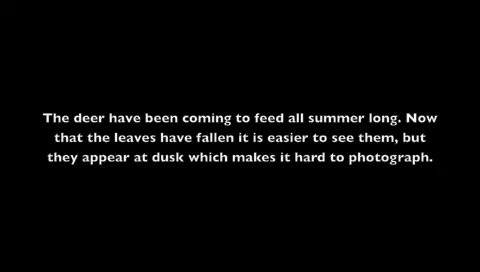 The deer have been coming to feed all summer long. Now
that the leaves have fallen it is easier to see them, but
they appear at dusk which makes it hard to photograph.